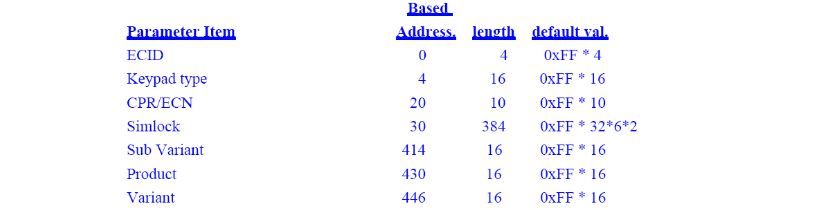 Based
Parameter Item Address. length default val.
ECID 0 4 0xFF * 4
Keypad type 4 16 0xFF * 16
CPR/ECN 20 10 0xFF * 10
Simlock 30 384 0xFF * 32*6*2
Sub Variant 414 16 0xFF * 16
Product 430 16 0xFF * 16
Variant 446 16 0xFF * 16